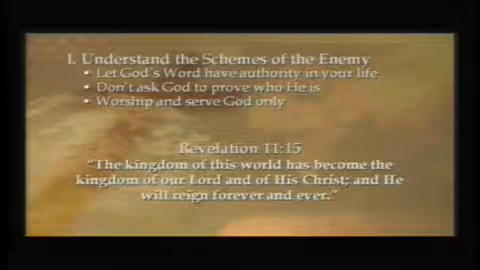 I. Understand the Schemes of the Enemy
• Let God's Word have authority in your life
• Don't ask God to prove who He is
• Worship and serve God only
Revelation 11:15
"The kingdom of this world has become the
kingdom of our Lord and of His Christ; and He
will reign forever and ever."